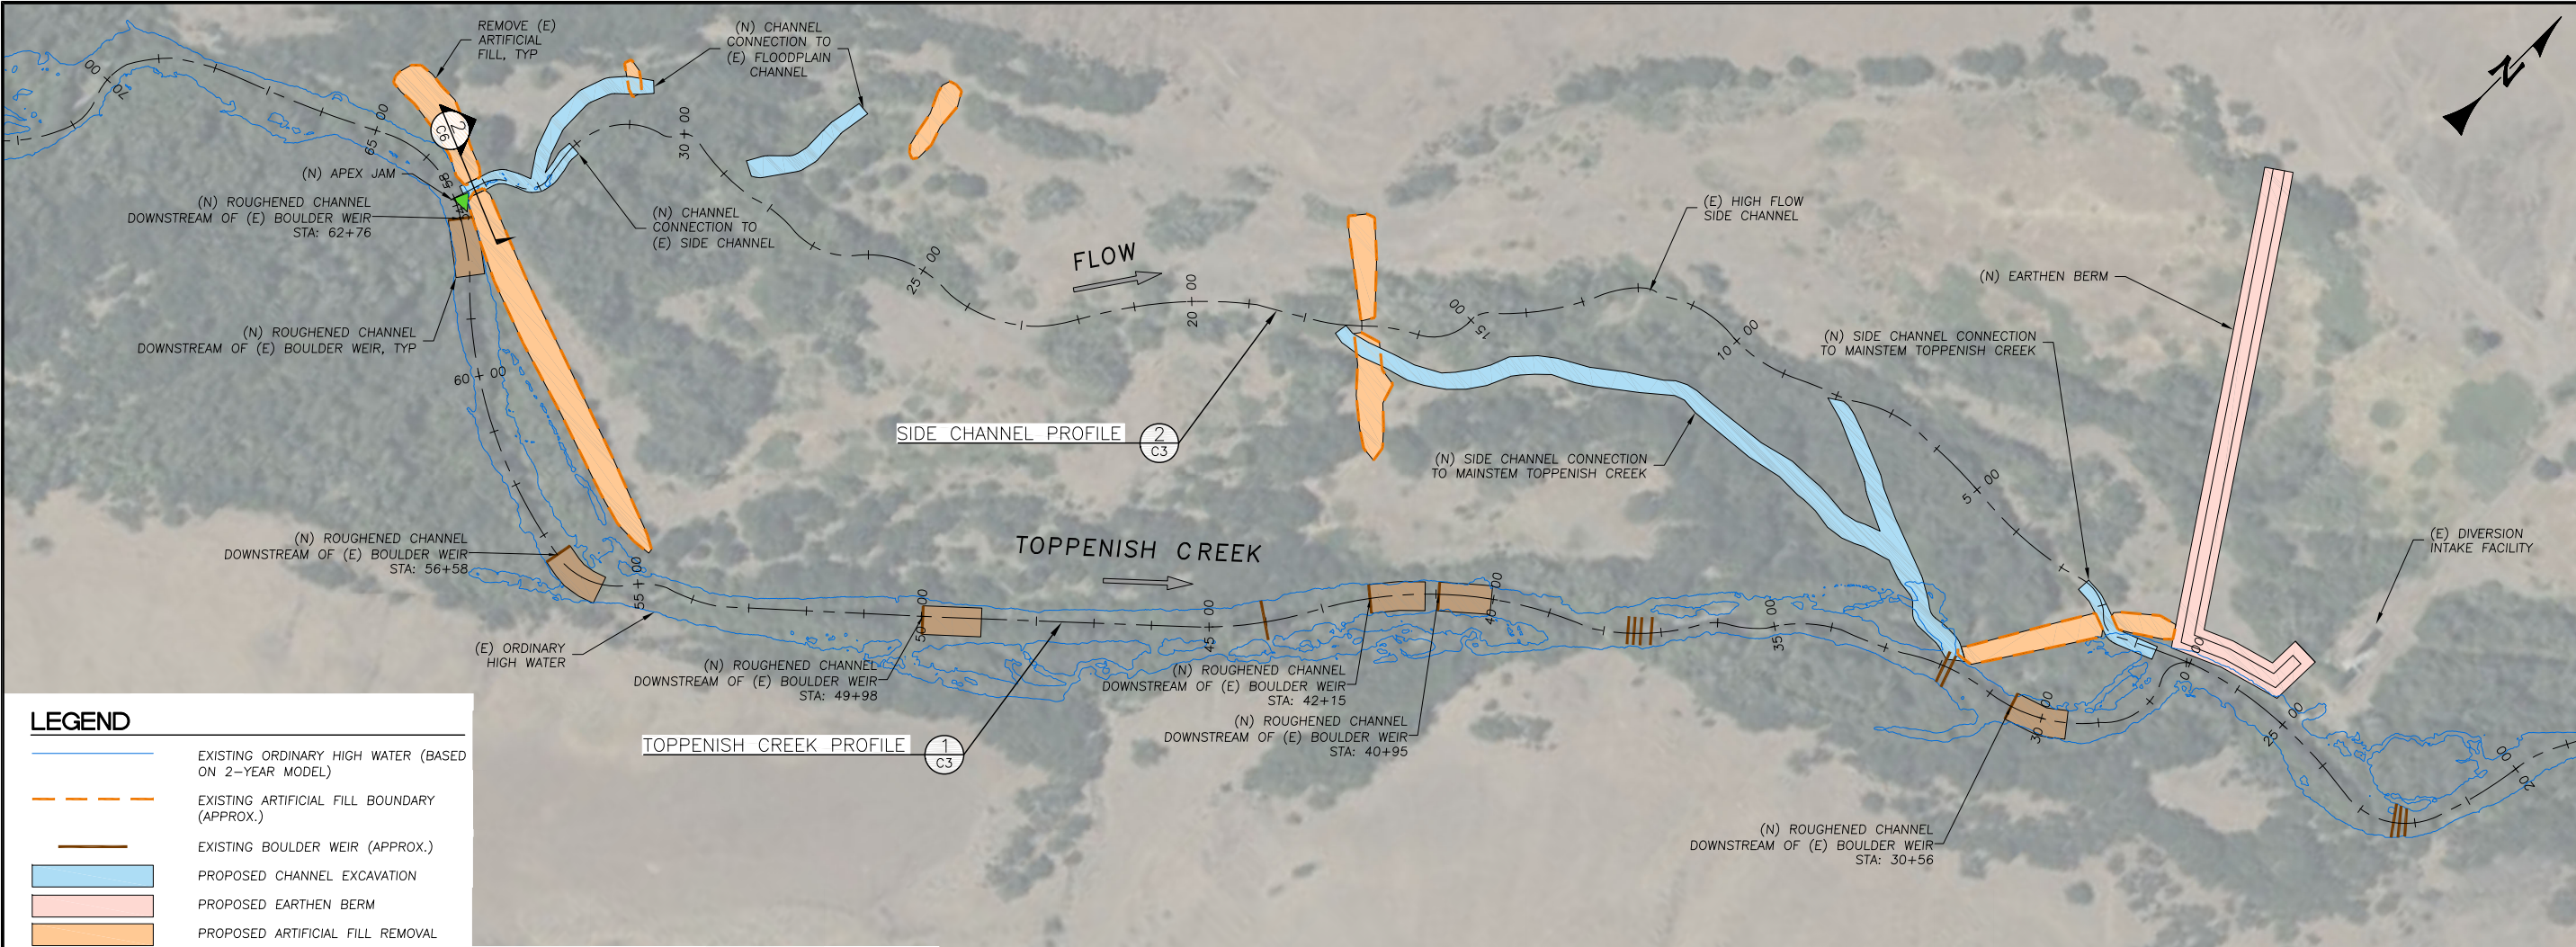 REMOVE (E)
ARTIFICIAL
FILL, TYP
(N) CHANNEL
CONNECTION TO
(E) FLOODPLAIN
CHANNEL
N
70
00
65 + 00
2
C6
30 + 00
(N) APEX JAM
85
(N) ROUGHENED CHANNEL
DOWNSTREAM OF (E) BOULDER WEIR
STA: 62+76
(N) CHANNEL
CONNECTION TO
(E) SIDE CHANNEL
(E) HIGH FLOW
SIDE CHANNEL
FLOW
25 + 00
20 + 00
15 00
10 + 00
(N) EARTHEN BERM
(N) ROUGHENED CHANNEL
DOWNSTREAM OF (E) BOULDER WEIR, TYP
(N) SIDE CHANNEL CONNECTION
TO MAINSTEM TOPPENISH CREEK
60 + 00
SIDE CHANNEL PROFILE
2
C3
(N) SIDE CHANNEL CONNECTION
TO MAINSTEM TOPPENISH CREEK
5 + 00
(N) ROUGHENED CHANNEL
DOWNSTREAM OF (E) BOULDER WEIR
STA: 56+58
TOPPENISH CREEK
(E) DIVERSION
INTAKE FACILITY
55 + 00
50 00
45 00
40 00
35 + 00
0 00
(E) ORDINARY
HIGH WATER
(N) ROUGHENED CHANNEL
DOWNSTREAM OF (E) BOULDER WEIR
STA: 49+98
(N) ROUGHENED CHANNEL
DOWNSTREAM OF (E) BOULDER WEIR
STA: 42+15
(N) ROUGHENED CHANNEL
DOWNSTREAM OF (E) BOULDER WEIR
STA: 40+95
TOPPENISH CREEK PROFILE
1
C3
30 00
25 + 00
20 + 00
(N) ROUGHENED CHANNEL
DOWNSTREAM OF (E) BOULDER WEIR
STA: 30+56
LEGEND
EXISTING ORDINARY HIGH WATER (BASED
ON 2-YEAR MODEL)
EXISTING ARTIFICIAL FILL BOUNDARY
(APPROX.)
EXISTING BOULDER WEIR (APPROX.)
PROPOSED CHANNEL EXCAVATION
PROPOSED EARTHEN BERM
PROPOSED ARTIFICIAL FILL REMOVAL